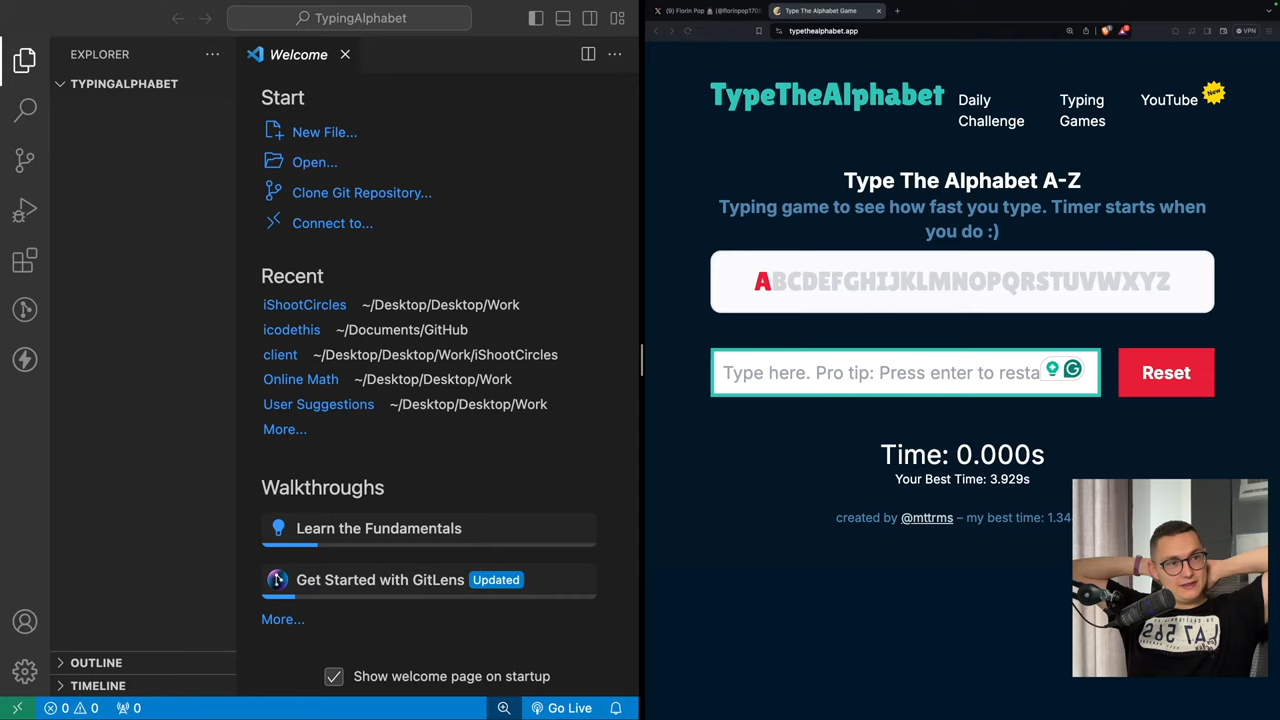 TypingAlphabet
EXPLORER
TYPINGALPHABET
OUTLINE
TIMELINE
Welcome
Start
New File...
Open...
Clone Git Repository...
Connect to...
Recent
iShootCircles ~/Desktop/Desktop/Work
icodethis ~/Documents/GitHub
client ~/Desktop/Desktop/Work/iShootCircles
Online Math ~/Desktop/Desktop/Work
User Suggestions ~/Desktop/Desktop/Work
More...
Walkthroughs
Learn the Fundamentals
Get Started with GitLens Updated
More...
Show welcome page on startup
0 0 0 Go Live
(9) Florin Pop Type The Alphabet Game
typethealphabet.app VPN
TypeTheAlphabet
Daily Challenge
Typing Games
YouTube New
Type The Alphabet A-Z
Typing game to see how fast you type. Timer starts when
you do :)
ABCDEFGHIJKLMNOPQRSTUVWXYZ
Type here. Pro tip: Press enter to resta Reset
Time: 0.000s
Your Best Time: 3.929s
created by @mttrms – my best time: 1.34